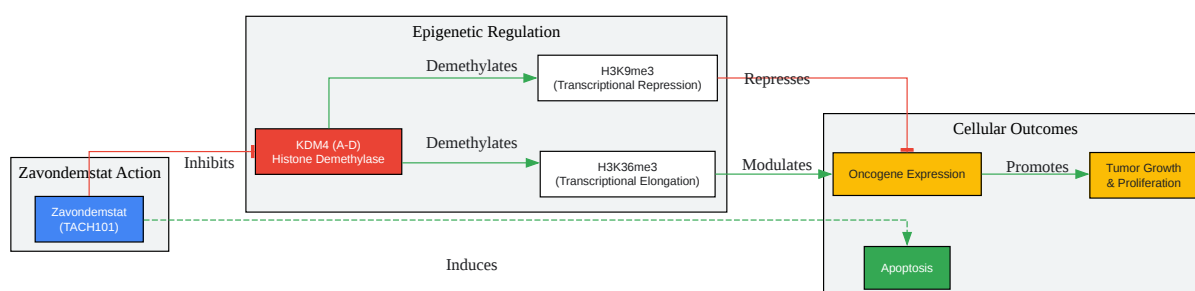 Epigenetic Regulation
Demethylates
H3K9me3
(Transcriptional Repression)
Represses
KDM4 (A-D)
Histone Demethylase
Inhibits
Demethylates
H3K36me3
(Transcriptional Elongation)
Modulates
Cellular Outcomes
Oncogene Expression
Promotes
Tumor Growth
& Proliferation
Zavondemstat Action
Zavondemstat
(TACH101)
Induces
Apoptosis